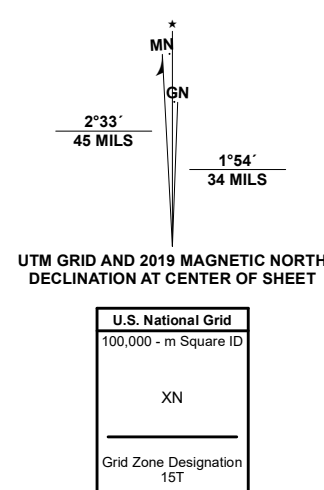 MN
GN
2°33´
45 MILS
1°54´
34 MILS
UTM GRID AND 2019 MAGNETIC NORTH
DECLINATION AT CENTER OF SHEET
U.S. National Grid
100,000 - m Square ID
XN
Grid Zone Designation
15T